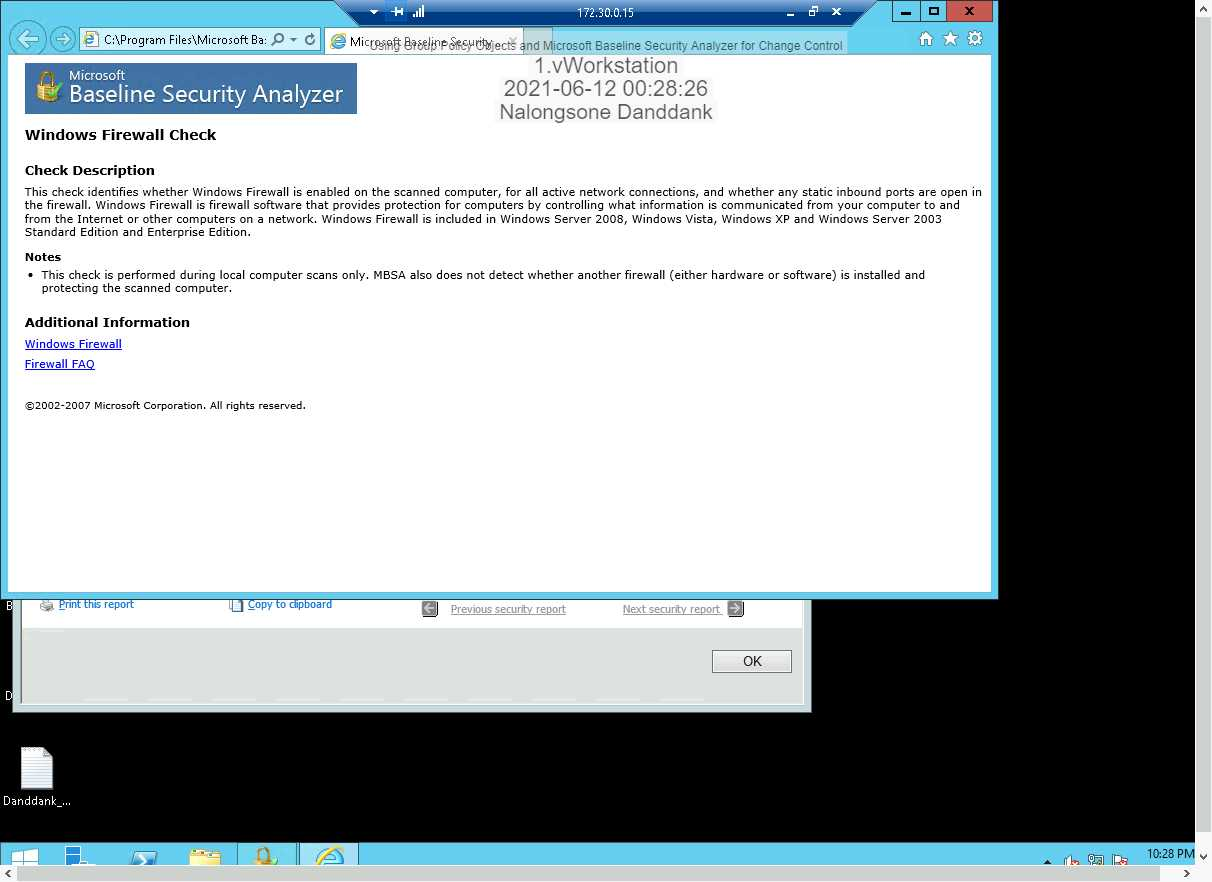 172.30.0.15
C:\Program Files\Microsoft Ba:
Microsoft Baseline Security
Using Group Policy Objects and Microsoft Baseline Security Analyzer for Change Control
1.vWorkstation
2021-06-12 00:28:26
Nalongsone Danddank
Microsoft
Baseline Security Analyzer
Windows Firewall Check
Check Description
This check identifies whether Windows Firewall is enabled on the scanned computer, for all active network connections, and whether any static inbound ports are open in
the firewall. Windows Firewall is firewall software that provides protection for computers by controlling what information is communicated from your computer to and
from the Internet or other computers on a network. Windows Firewall is included in Windows Server 2008, Windows Vista, Windows XP and Windows Server 2003
Standard Edition and Enterprise Edition.
Notes
• This check is performed during local computer scans only. MBSA also does not detect whether another firewall (either hardware or software) is installed and
protecting the scanned computer.
Additional Information
Windows Firewall
Firewall FAQ
©2002-2007 Microsoft Corporation. All rights reserved.
B
Print this report
Copy to clipboard
Previous security report
Next security report
OK
D
Danddank_...
10:28 PM